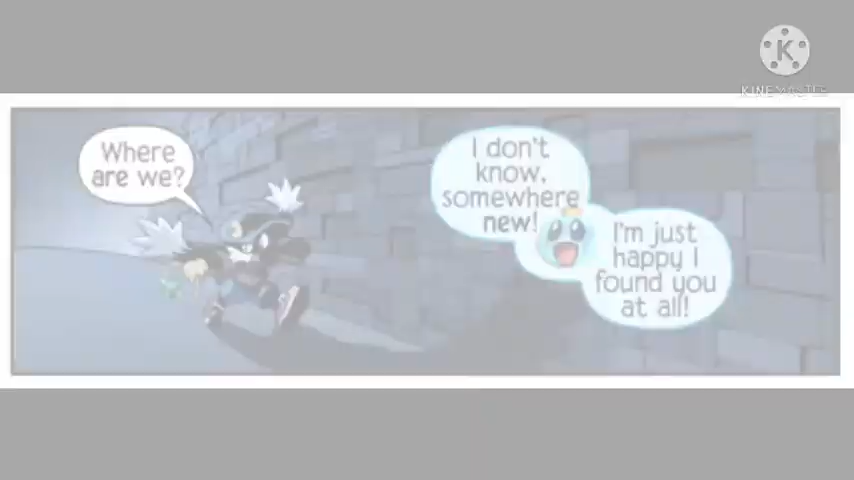 Where
are we?
I don't
know,
somewhere
new!
I'm just
happy I
found you
at all!
K
KINEMASTER